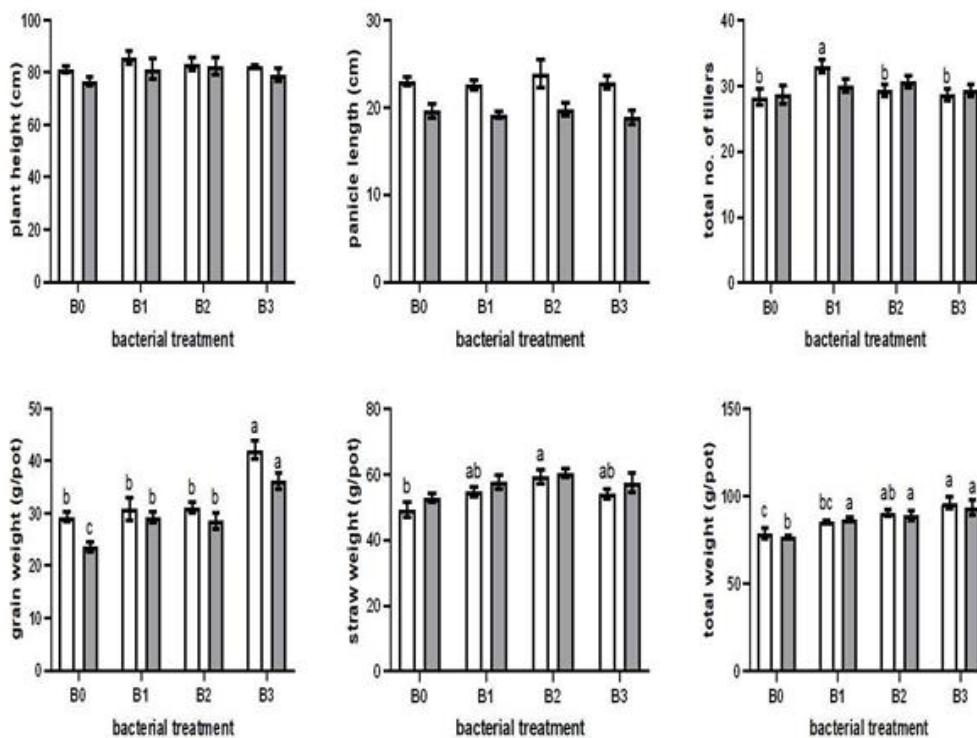 plant height (cm)
100
80
60
40
20
0
B0 B1 B2 B3
bacterial treatment
panicle length (cm)
30
20
10
0
B0 B1 B2 B3
bacterial treatment
total no. of tillers
40
30
20
10
0
b a b b
B0 B1 B2 B3
bacterial treatment
grain weight (g/pot)
50
40
30
20
10
0
b c b b b b a a
B0 B1 B2 B3
bacterial treatment
straw weight (g/pot)
80
60
40
20
0
b ab a ab
B0 B1 B2 B3
bacterial treatment
total weight (g/pot)
150
100
50
0
c b bc a ab a a a
B0 B1 B2 B3
bacterial treatment